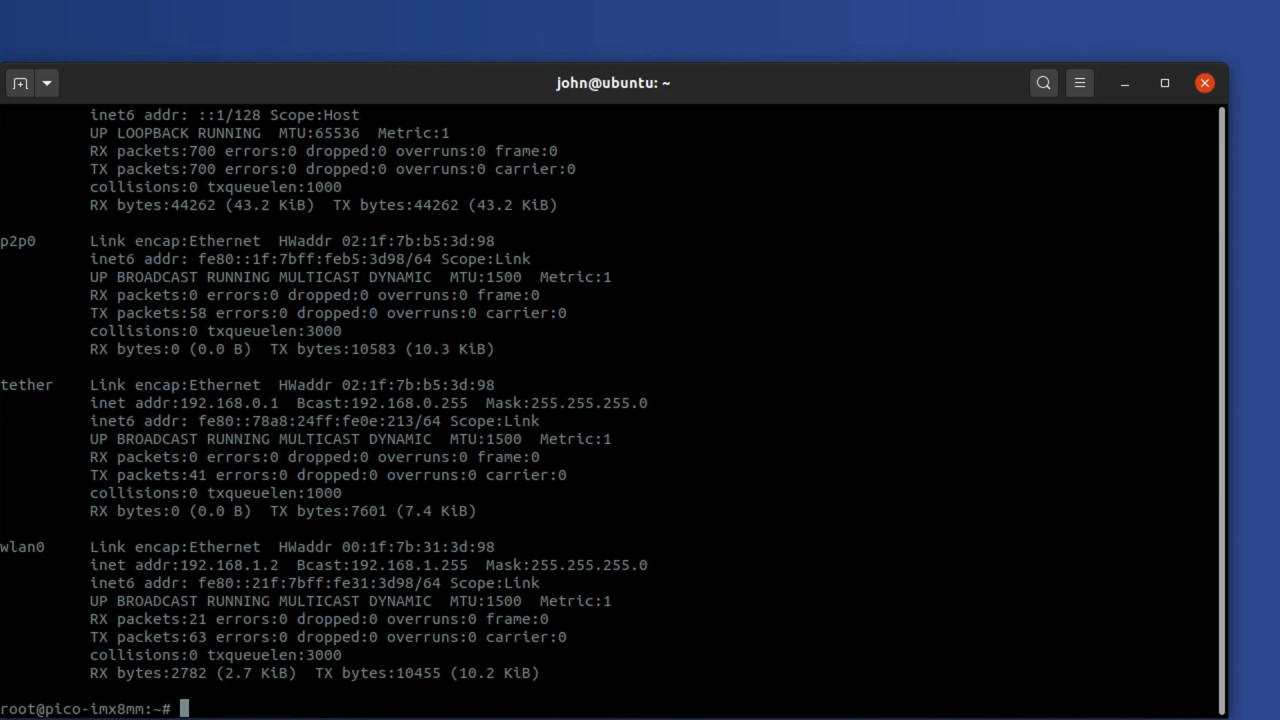 john@ubuntu: ~
inet6 addr: ::1/128 Scope:Host
UP LOOPBACK RUNNING  MTU:65536  Metric:1
RX packets:700 errors:0 dropped:0 overruns:0 frame:0
TX packets:700 errors:0 dropped:0 overruns:0 carrier:0
collisions:0 txqueuelen:1000
RX bytes:44262 (43.2 KiB)  TX bytes:44262 (43.2 KiB)
p2p0      Link encap:Ethernet  HWaddr 02:1f:7b:b5:3d:98
inet6 addr: fe80::1f:7bff:feb5:3d98/64 Scope:Link
UP BROADCAST RUNNING MULTICAST DYNAMIC  MTU:1500  Metric:1
RX packets:0 errors:0 dropped:0 overruns:0 frame:0
TX packets:58 errors:0 dropped:0 overruns:0 carrier:0
collisions:0 txqueuelen:3000
RX bytes:0 (0.0 B)  TX bytes:10583 (10.3 KiB)
tether    Link encap:Ethernet  HWaddr 02:1f:7b:b5:3d:98
inet addr:192.168.0.1  Bcast:192.168.0.255  Mask:255.255.255.0
inet6 addr: fe80::78a8:24ff:fe0e:213/64 Scope:Link
UP BROADCAST RUNNING MULTICAST DYNAMIC  MTU:1500  Metric:1
RX packets:0 errors:0 dropped:0 overruns:0 frame:0
TX packets:41 errors:0 dropped:0 overruns:0 carrier:0
collisions:0 txqueuelen:1000
RX bytes:0 (0.0 B)  TX bytes:7601 (7.4 KiB)
wlan0     Link encap:Ethernet  HWaddr 00:1f:7b:31:3d:98
inet addr:192.168.1.2  Bcast:192.168.1.255  Mask:255.255.255.0
inet6 addr: fe80::21f:7bff:fe31:3d98/64 Scope:Link
UP BROADCAST RUNNING MULTICAST DYNAMIC  MTU:1500  Metric:1
RX packets:21 errors:0 dropped:0 overruns:0 frame:0
TX packets:63 errors:0 dropped:0 overruns:0 carrier:0
collisions:0 txqueuelen:3000
RX bytes:2782 (2.7 KiB)  TX bytes:10455 (10.2 KiB)
root@pico-imx8mm:~#